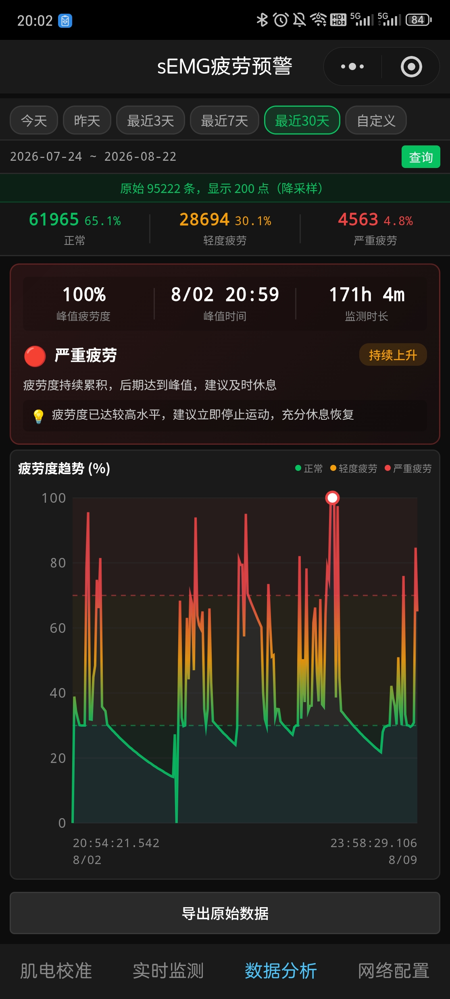 20:02
HD1
HD2
5G
5G
84
sEMG疲劳预警
今天
昨天
最近3天
最近7天
最近30天
自定义
2026-07-24 ~ 2026-08-22
查询
原始 95222 条，显示 200 点（降采样）
61965 65.1%
正常
28694 30.1%
轻度疲劳
4563 4.8%
严重疲劳
100%
峰值疲劳度
8/02 20:59
峰值时间
171h 4m
监测时长
严重疲劳
持续上升
疲劳度持续累积，后期达到峰值，建议及时休息
疲劳度已达较高水平，建议立即停止运动，充分休息恢复
疲劳度趋势 (%)
正常
轻度疲劳
严重疲劳
100
80
60
40
20
0
20:54:21.542
8/02
23:58:29.106
8/09
导出原始数据
肌电校准
实时监测
数据分析
网络配置